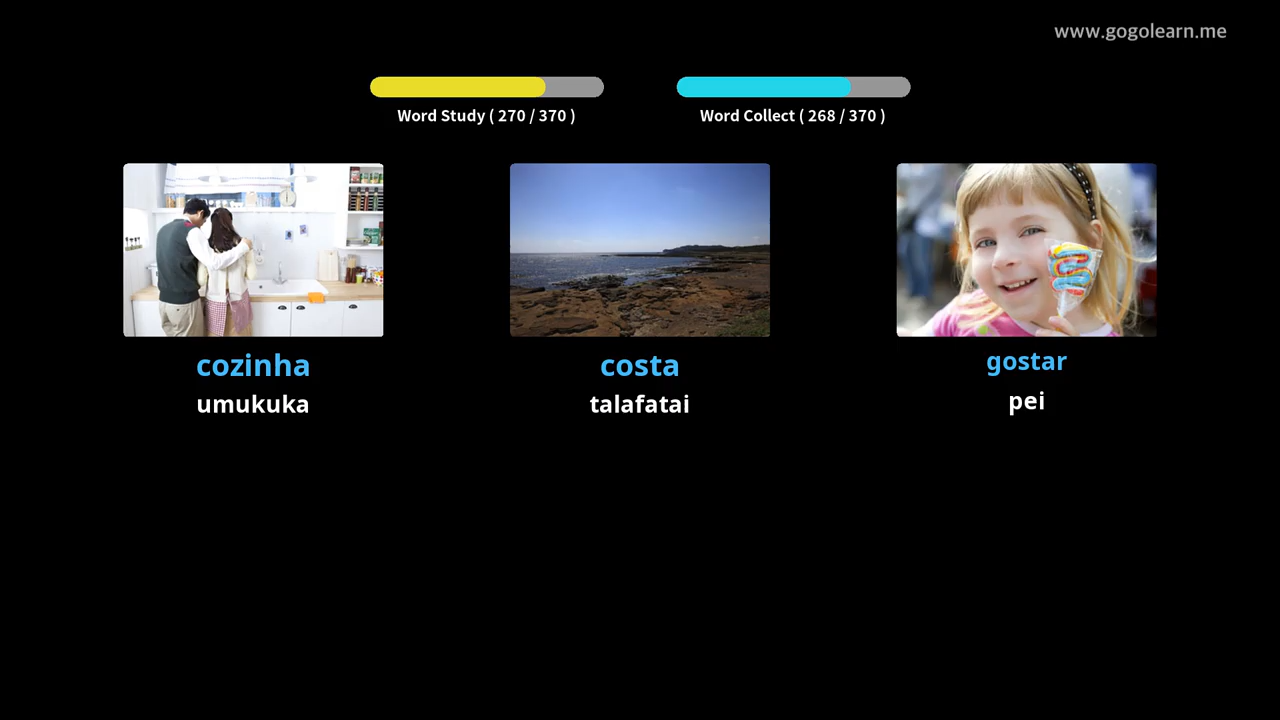 www.gogolearn.me
Word Study ( 270 / 370 )
Word Collect ( 268 / 370 )
cozinha
umukuka
costa
talafatai
gostar
pei